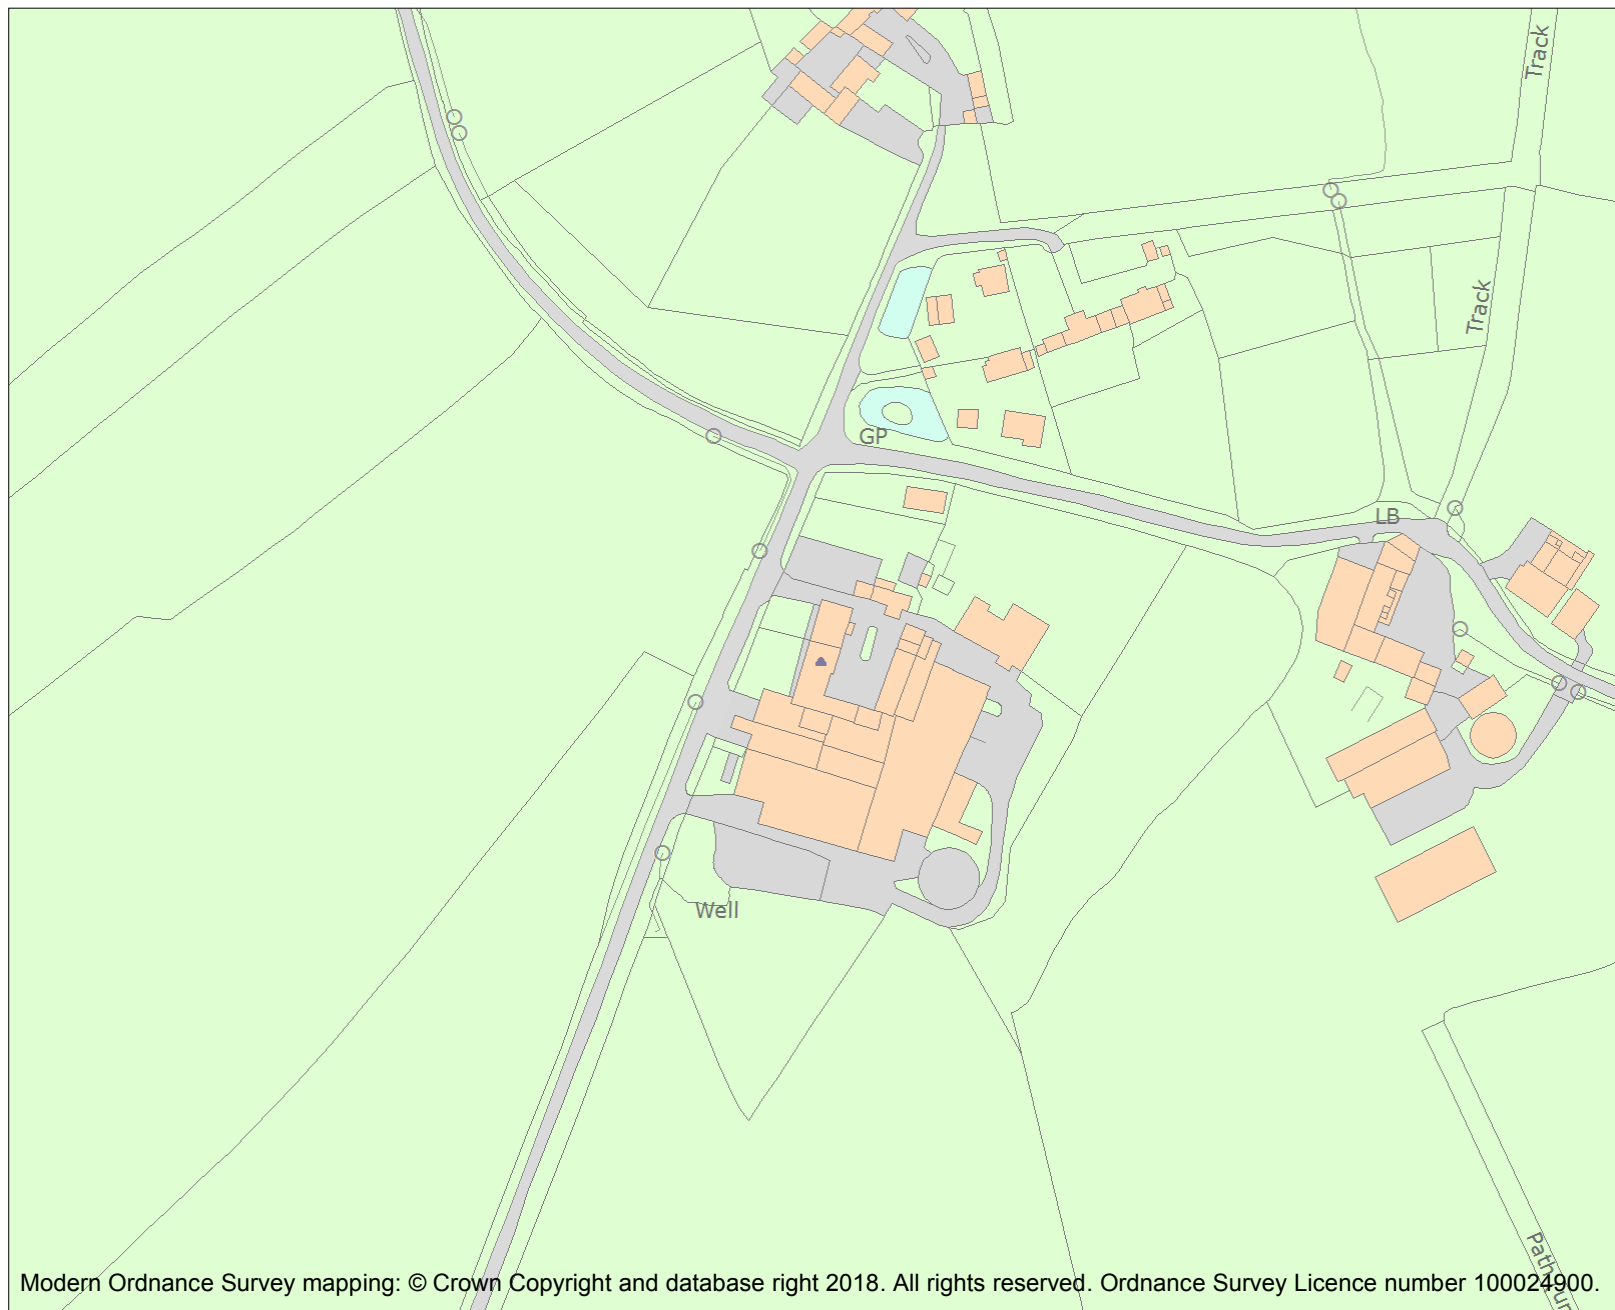 Track
Track
GP
LB
Well
Path
Modern Ordnance Survey mapping: © Crown Copyright and database right 2018. All rights reserved. Ordnance Survey Licence number 100024900.